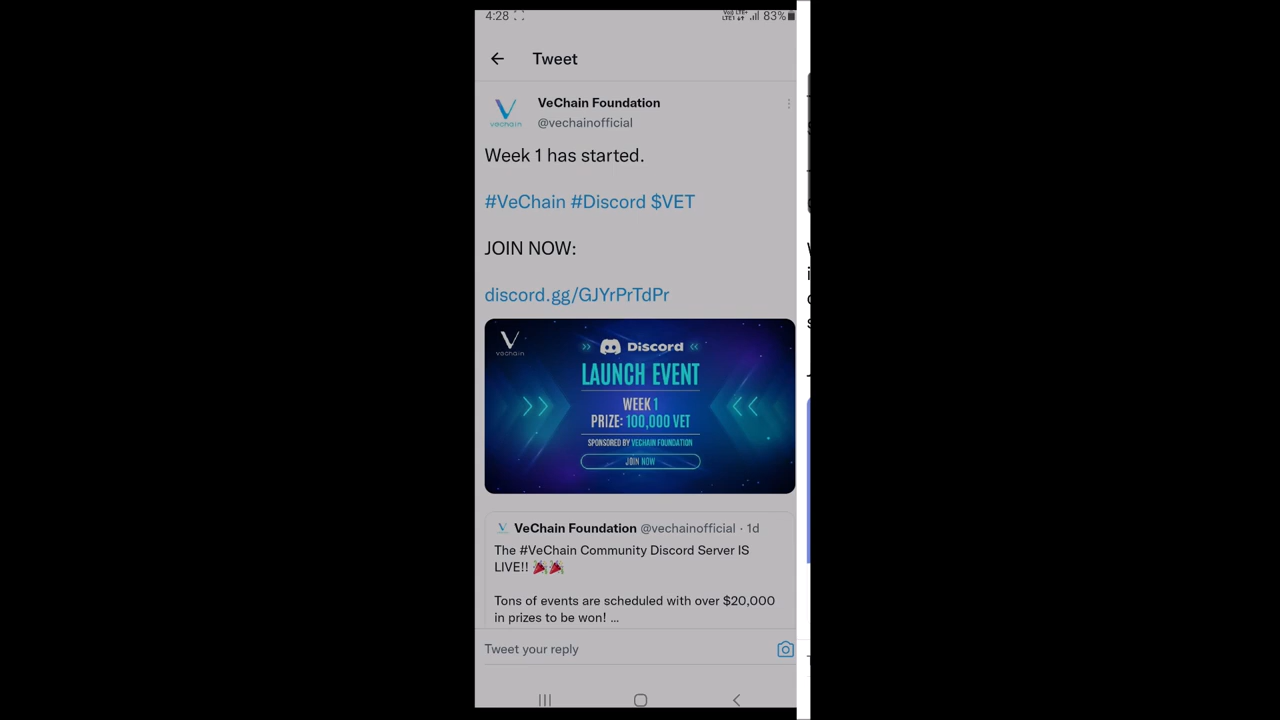 4:28
83%
Tweet
VeChain Foundation
vechain
@vechainofficial
Week 1 has started.
#VeChain #Discord $VET
JOIN NOW:
discord.gg/GJYrPrTdPr
vechain
Discord
LAUNCH EVENT
WEEK 1
PRIZE: 100,000 VET
SPONSORED BY VECHAIN FOUNDATION
JOIN NOW
VeChain Foundation @vechainofficial · 1d
The #VeChain Community Discord Server IS
LIVE!! 🎉🎉
Tons of events are scheduled with over $20,000
in prizes to be won! ...
Tweet your reply